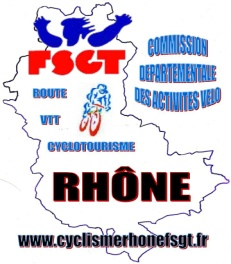 FSGT
COMMISSION
DEPARTEMENTALE
DES ACTIVITES VELO
ROUTE
VTT
CYCLOTOURISME
RHÔNE
www.cyclismerhonefsgt.fr